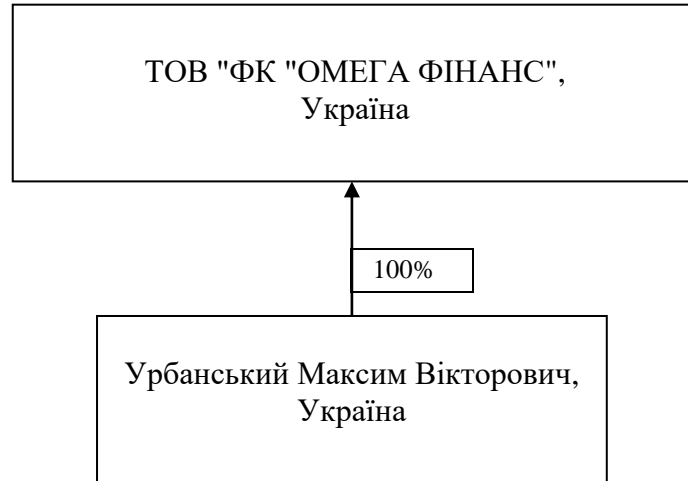 ТОВ "ФК "ОМЕГА ФІНАНС",
Україна
100%
Урбанський Максим Вікторович,
Україна